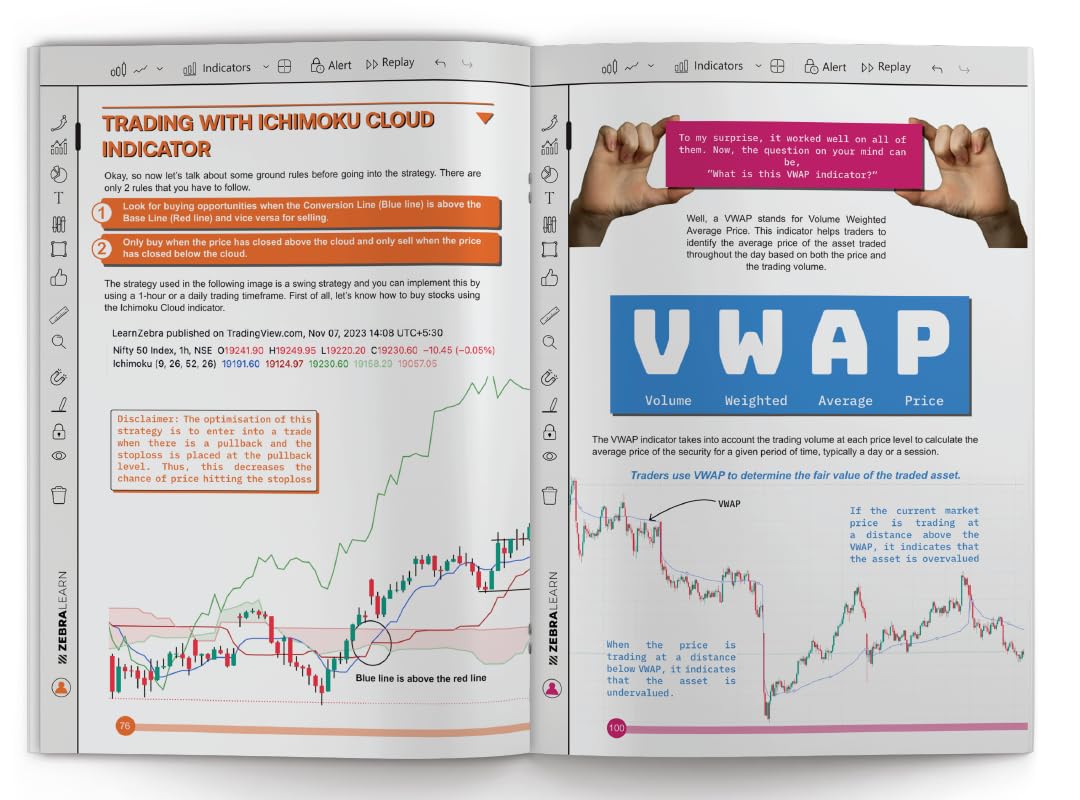 Indicators
Alert
Replay
TRADING WITH ICHIMOKU CLOUD
INDICATOR
Okay, so now let's talk about some ground rules before going into the strategy. There are
only 2 rules that you have to follow.
1
Look for buying opportunities when the Conversion Line (Blue line) is above the
Base Line (Red line) and vice versa for selling.
2
Only buy when the price has closed above the cloud and only sell when the price
has closed below the cloud.
The strategy used in the following image is a swing strategy and you can implement this by
using a 1-hour or a daily trading timeframe. First of all, let's know how to buy stocks using
the Ichimoku Cloud indicator.
LearnZebra published on TradingView.com, Nov 07, 2023 14:08 UTC+5:30
Nifty 50 Index, 1h, NSE O19241.90 H19249.95 L19220.20 C19230.60 −10.45 (−0.05%)
Ichimoku (9, 26, 52, 26) 19191.60 19124.97 19230.60 19158.29 19057.05
Disclaimer: The optimisation of this
strategy is to enter into a trade
when there is a pullback and the
stoploss is placed at the pullback
level. Thus, this decreases the
chance of price hitting the stoploss
Blue line is above the red line
T
ZEBRALEARN
76
Indicators
Alert
Replay
To my surprise, it worked well on all of
them. Now, the question on your mind can
be,
"What is this VWAP indicator?"
Well, a VWAP stands for Volume Weighted
Average Price. This indicator helps traders to
identify the average price of the asset traded
throughout the day based on both the price and
the trading volume.
VWAP
Volume Weighted Average Price
The VWAP indicator takes into account the trading volume at each price level to calculate the
average price of the security for a given period of time, typically a day or a session.
Traders use VWAP to determine the fair value of the traded asset.
VWAP
If the current market
price is trading at
a distance above the
VWAP, it indicates that
the asset is overvalued
When the price is
trading at a distance
below VWAP, it indicates
that the asset is
undervalued.
T
ZEBRALEARN
100